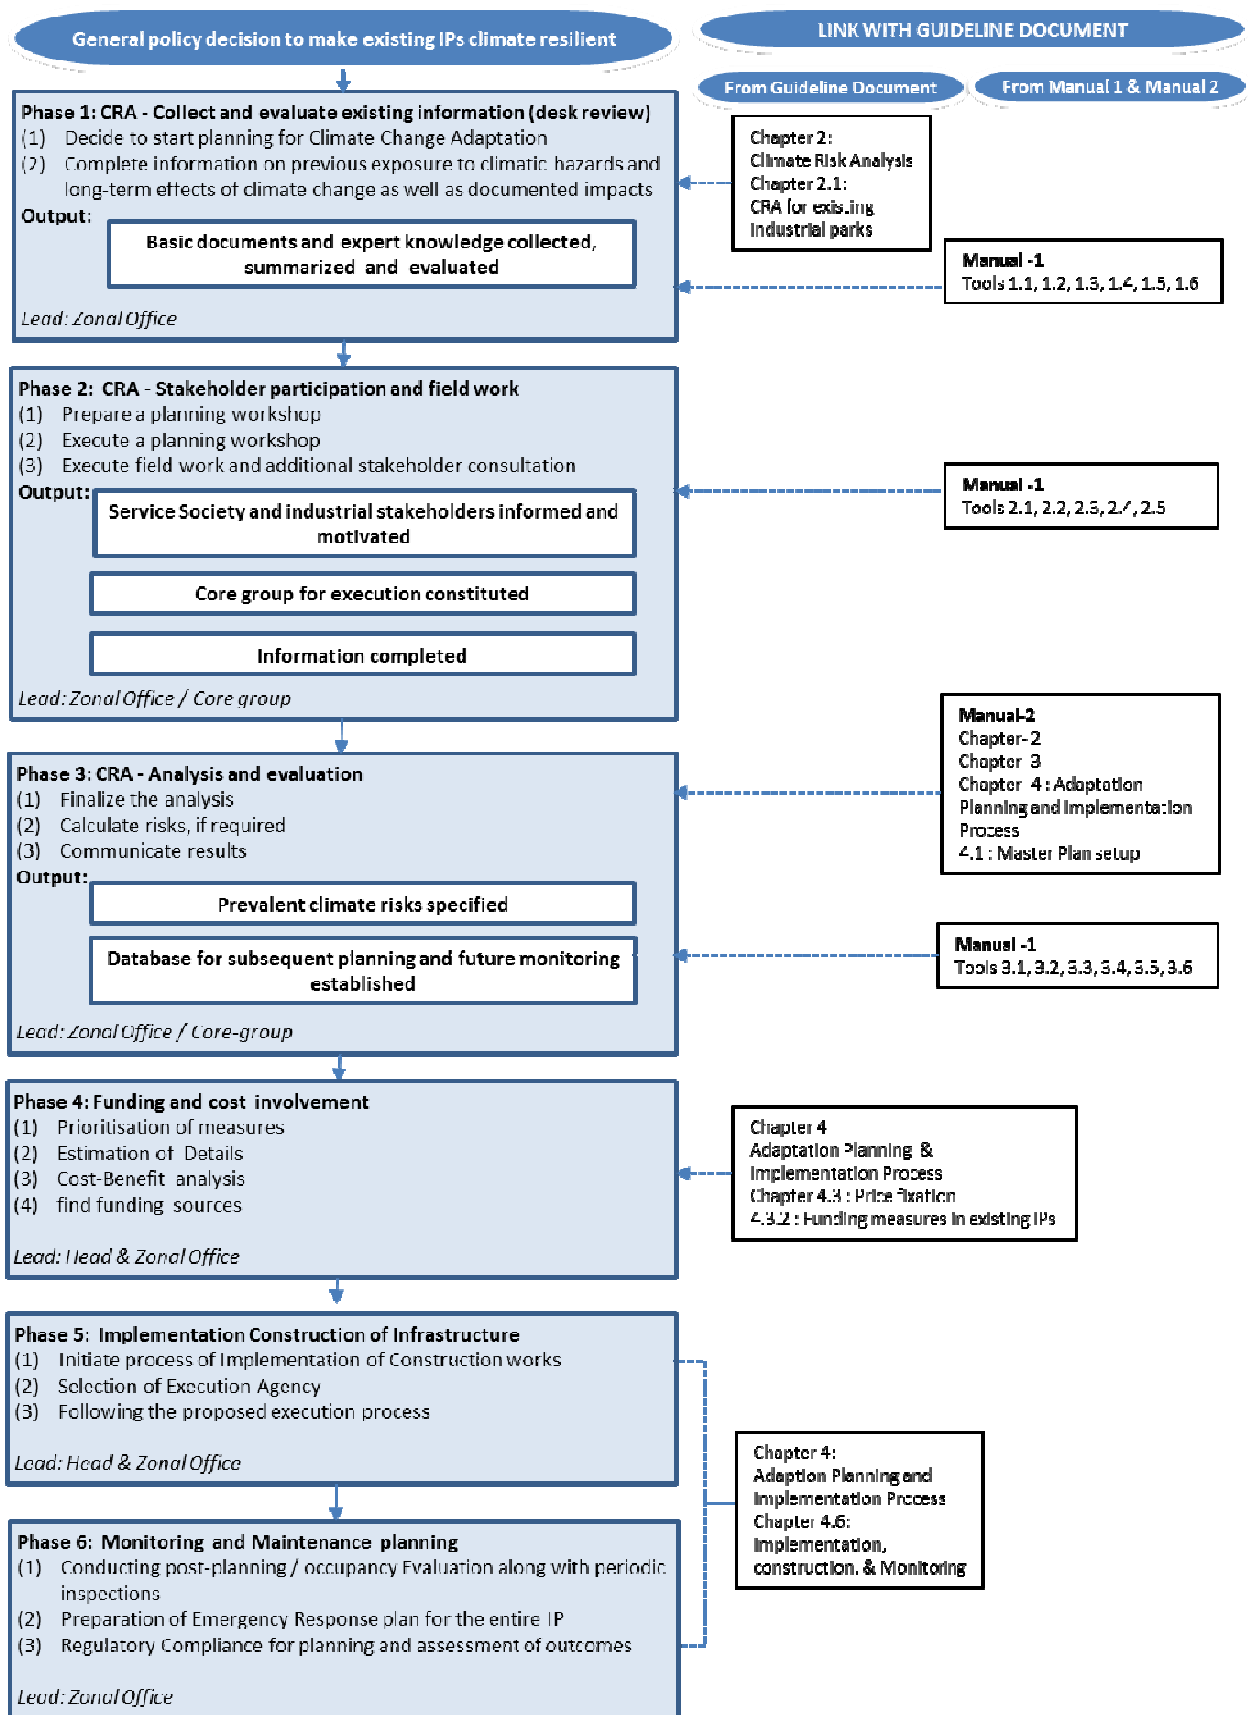 General policy decision to make existing IPs climate resilient
LINK WITH GUIDELINE DOCUMENT
From Guideline Document
From Manual 1 & Manual 2
Phase 1: CRA - Collect and evaluate existing information (desk review)
(1) Decide to start planning for Climate Change Adaptation
(2) Complete information on previous exposure to climatic hazards and
long-term effects of climate change as well as documented impacts
Output:
Basic documents and expert knowledge collected,
summarized and evaluated
Lead: Zonal Office
Chapter 2:
Climate Risk Analysis
Chapter 2.1:
CRA for existing
Industrial parks
Manual -1
Tools 1.1, 1.2, 1.3, 1.4, 1.5, 1.6
Phase 2: CRA - Stakeholder participation and field work
(1) Prepare a planning workshop
(2) Execute a planning workshop
(3) Execute field work and additional stakeholder consultation
Output:
Service Society and industrial stakeholders informed and
motivated
Core group for execution constituted
Information completed
Lead: Zonal Office / Core group
Manual -1
Tools 2.1, 2.2, 2.3, 2.4, 2.5
Phase 3: CRA - Analysis and evaluation
(1) Finalize the analysis
(2) Calculate risks, if required
(3) Communicate results
Output:
Prevalent climate risks specified
Database for subsequent planning and future monitoring
established
Lead: Zonal Office / Core-group
Manual-2
Chapter- 2
Chapter 3
Chapter 4 : Adaptation
Planning and Implementation
Process
4.1 : Master Plan setup
Manual -1
Tools 3.1, 3.2, 3.3, 3.4, 3.5, 3.6
Phase 4: Funding and cost involvement
(1) Prioritisation of measures
(2) Estimation of Details
(3) Cost-Benefit analysis
(4) find funding sources
Lead: Head & Zonal Office
Chapter 4
Adaptation Planning &
Implementation Process
Chapter 4.3 : Price fixation
4.3.2 : Funding measures in existing IPs
Phase 5: Implementation Construction of Infrastructure
(1) Initiate process of Implementation of Construction works
(2) Selection of Execution Agency
(3) Following the proposed execution process
Lead: Head & Zonal Office
Chapter 4:
Adaption Planning and
Implementation Process
Chapter 4.6:
Implementation,
construction. & Monitoring
Phase 6: Monitoring and Maintenance planning
(1) Conducting post-planning / occupancy Evaluation along with periodic
inspections
(2) Preparation of Emergency Response plan for the entire IP
(3) Regulatory Compliance for planning and assessment of outcomes
Lead: Zonal Office